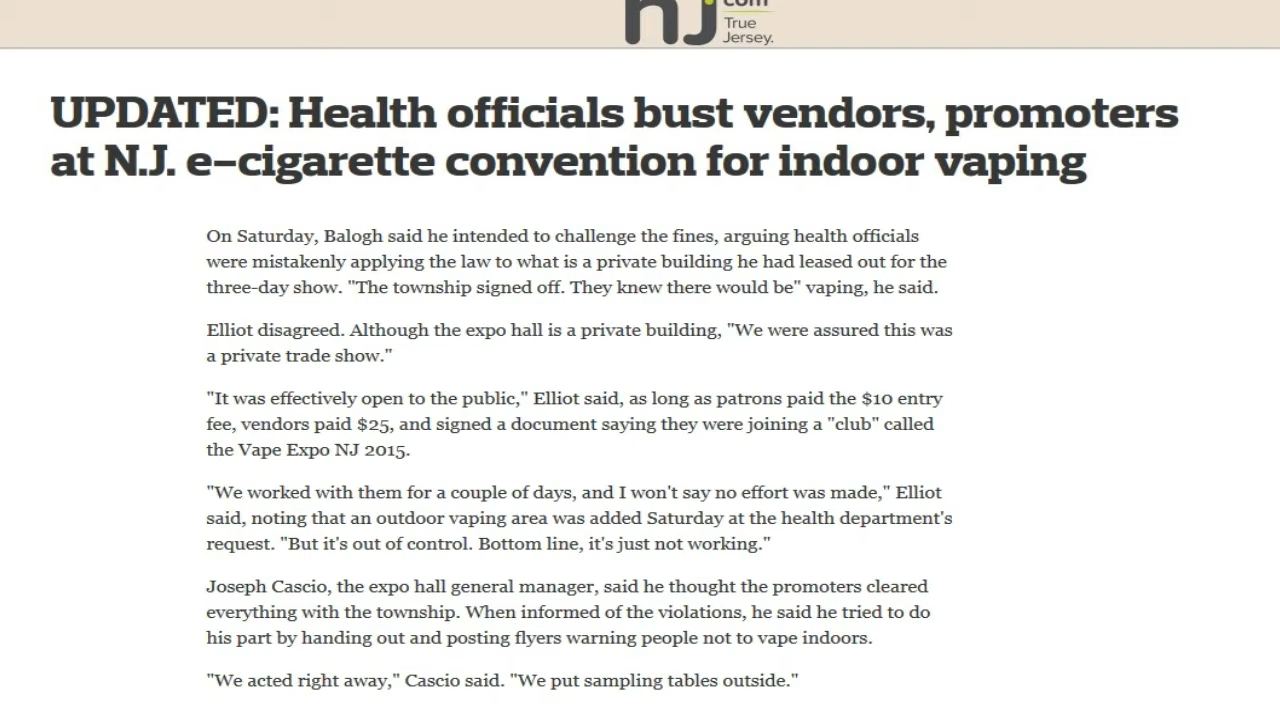 nj
com
True
Jersey.
UPDATED: Health officials bust vendors, promoters
at N.J. e–cigarette convention for indoor vaping
On Saturday, Balogh said he intended to challenge the fines, arguing health officials
were mistakenly applying the law to what is a private building he had leased out for the
three-day show. "The township signed off. They knew there would be" vaping, he said.
Elliot disagreed. Although the expo hall is a private building, "We were assured this was
a private trade show."
"It was effectively open to the public," Elliot said, as long as patrons paid the $10 entry
fee, vendors paid $25, and signed a document saying they were joining a "club" called
the Vape Expo NJ 2015.
"We worked with them for a couple of days, and I won't say no effort was made," Elliot
said, noting that an outdoor vaping area was added Saturday at the health department's
request. "But it's out of control. Bottom line, it's just not working."
Joseph Cascio, the expo hall general manager, said he thought the promoters cleared
everything with the township. When informed of the violations, he said he tried to do
his part by handing out and posting flyers warning people not to vape indoors.
"We acted right away," Cascio said. "We put sampling tables outside."